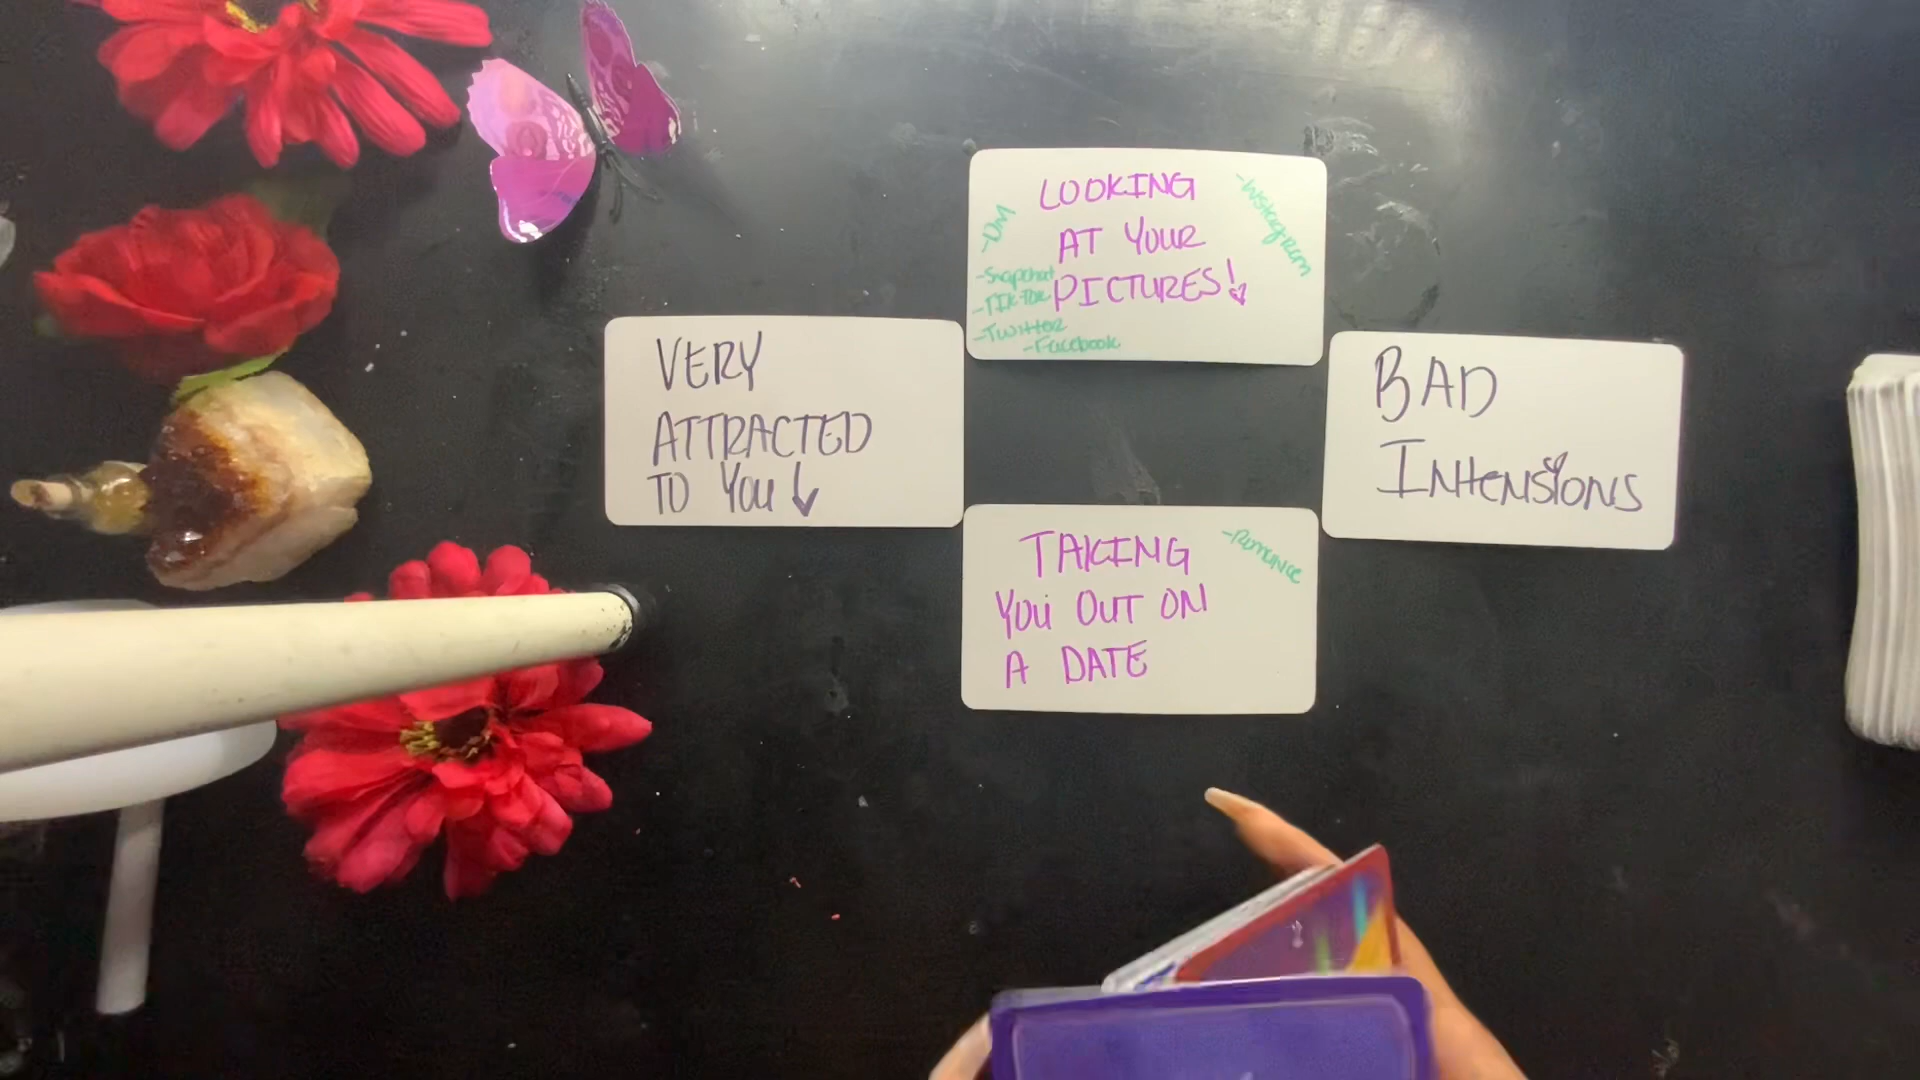 LOOKING
AT YOUR
PICTURES!
-DM
-Snapchat
-TIKTOK
-Twitter
-Facebook
-Instagram
VERY
ATTRACTED
TO YOU
BAD
INTENSIONS
TAKING
YOU OUT ON
A DATE
-Romance